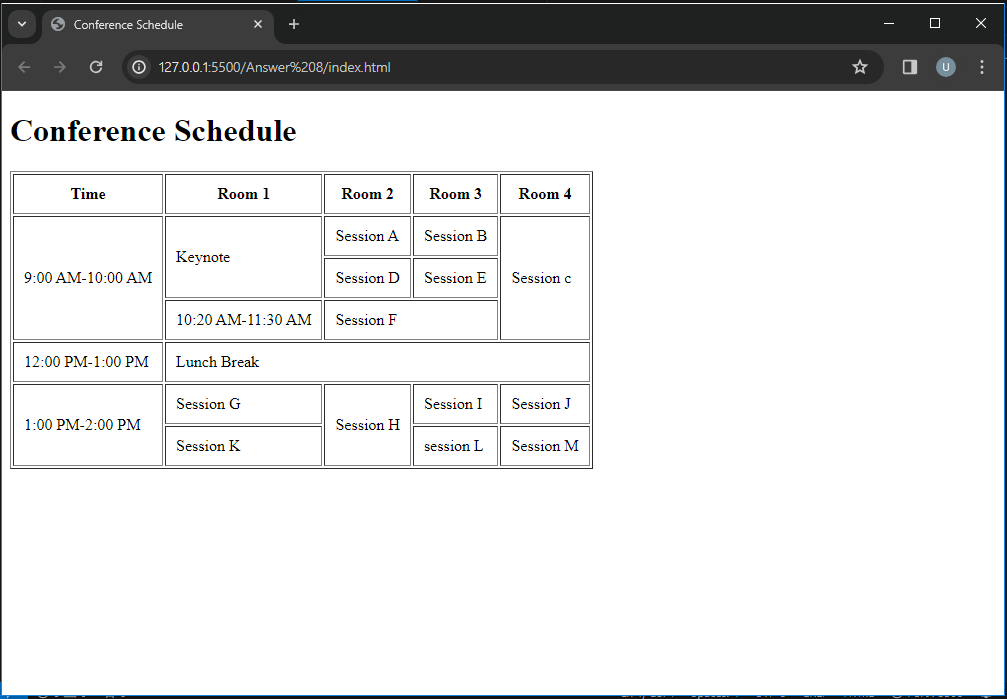 Conference Schedule
127.0.0.1:5500/Answer%208/index.html
U
Conference Schedule
Time Room 1 Room 2 Room 3 Room 4
Session A Session B
Keynote
9:00 AM-10:00 AM Session D Session E Session c
10:20 AM-11:30 AM Session F
12:00 PM-1:00 PM Lunch Break
Session G Session I Session J
1:00 PM-2:00 PM Session H
Session K session L Session M